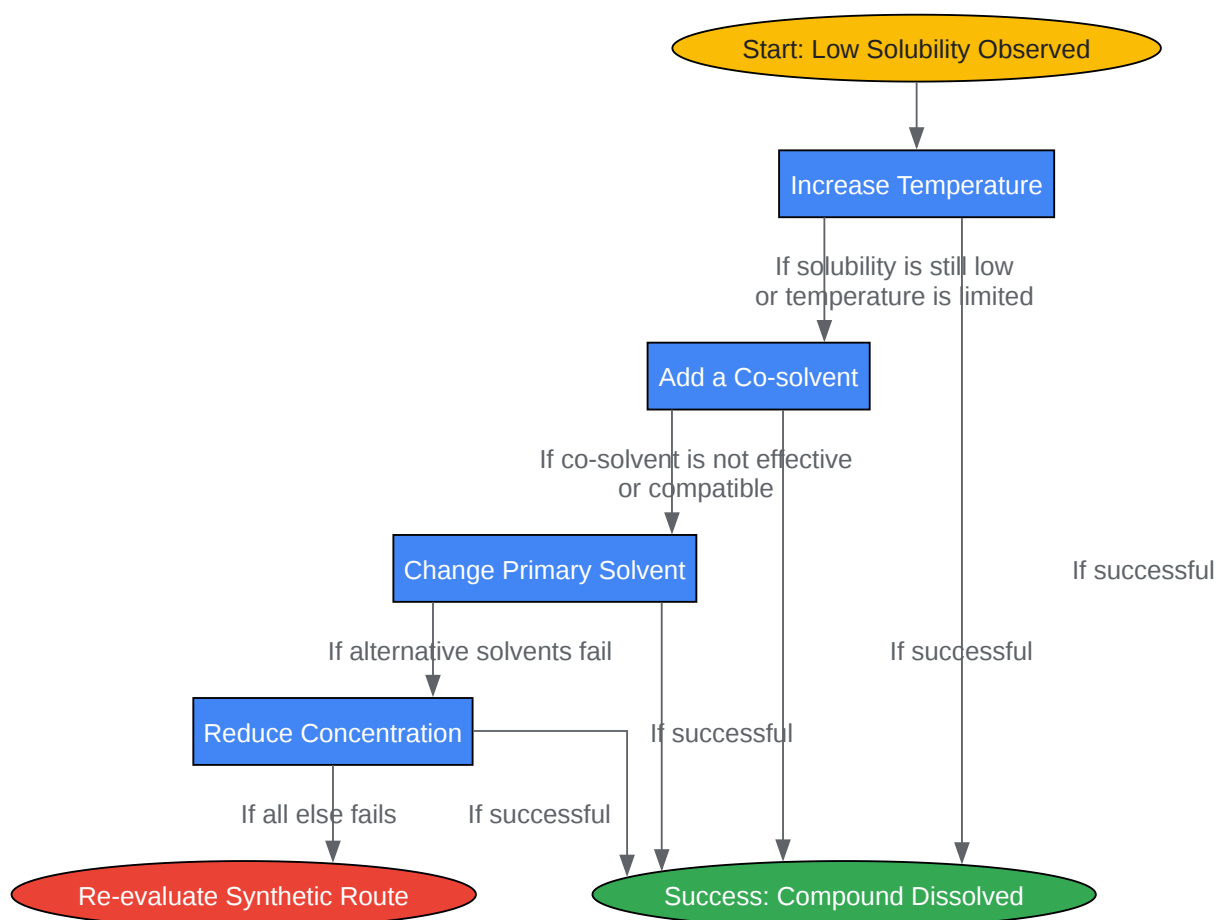 Start: Low Solubility Observed
Increase Temperature
If solubility is still low
or temperature is limited
Add a Co-solvent
If co-solvent is not effective
or compatible
Change Primary Solvent
If successful
If alternative solvents fail
If successful
Reduce Concentration
If successful
If all else fails
If successful
Re-evaluate Synthetic Route
Success: Compound Dissolved